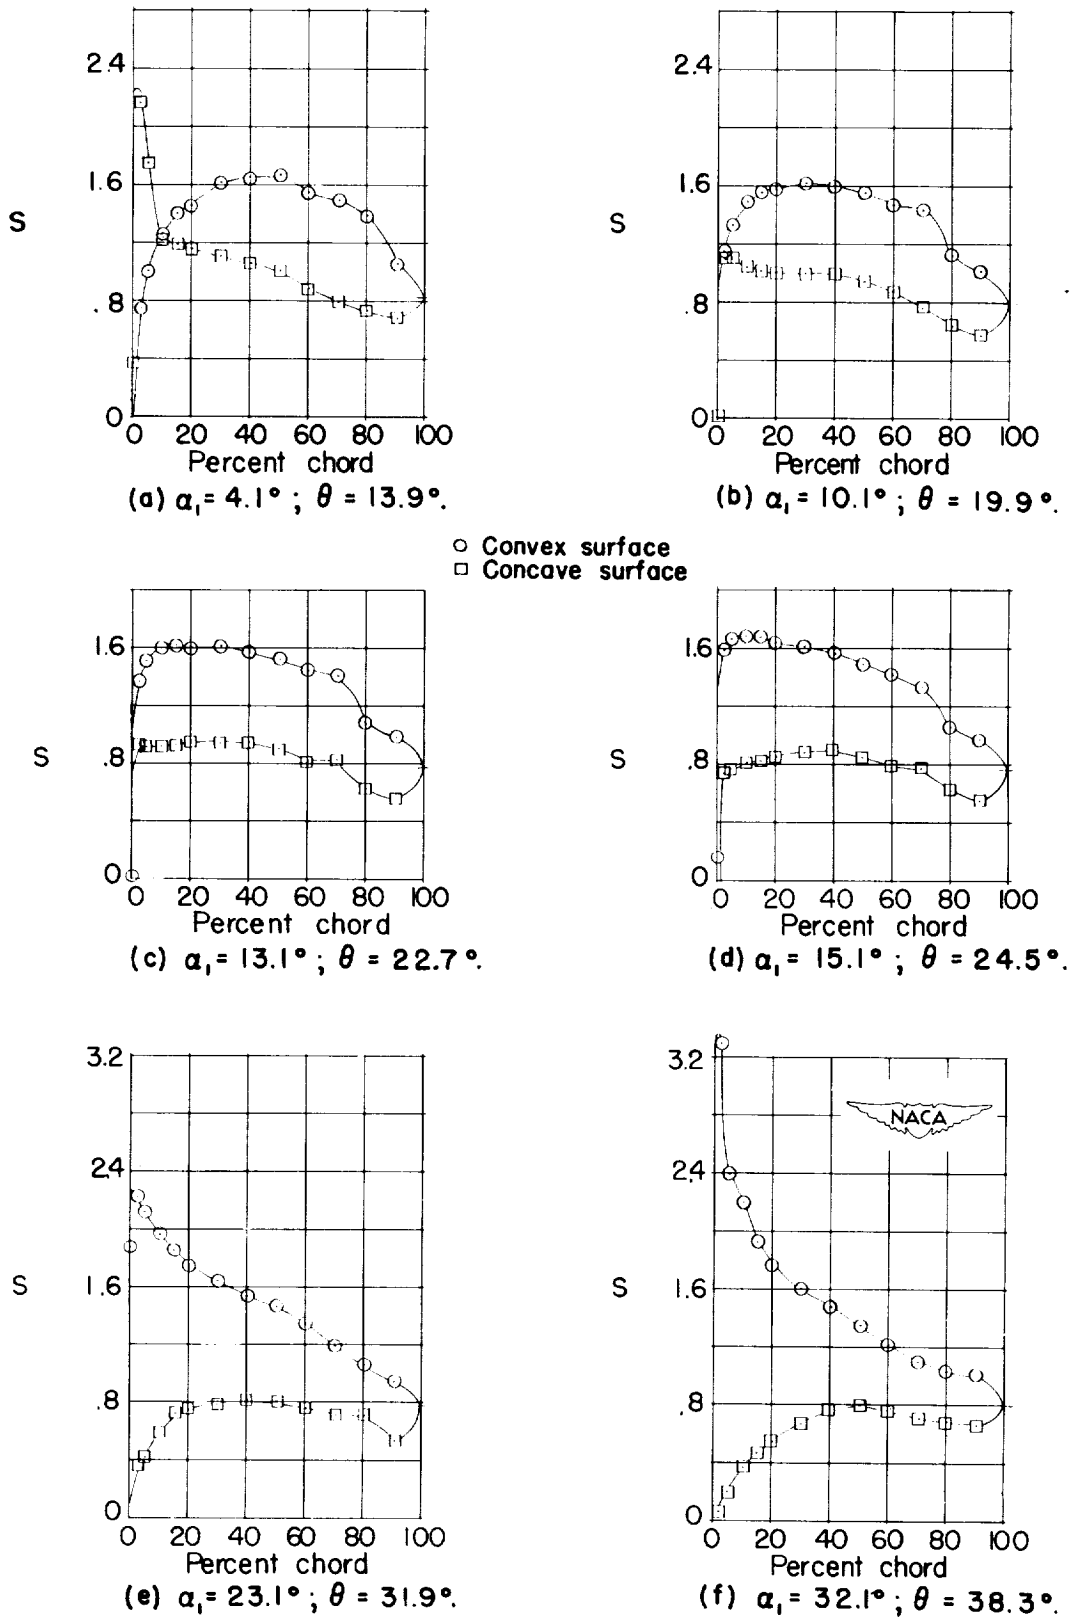 2.4
1.6
S
.8
0
0 20 40 60 80 100
Percent chord
(a) α₁ = 4.1° ; θ = 13.9°.
2.4
1.6
S
.8
0
0 20 40 60 80 100
Percent chord
(b) α₁ = 10.1° ; θ = 19.9°.
Convex surface
Concave surface
1.6
S
.8
0
0 20 40 60 80 100
Percent chord
(c) α₁ = 13.1° ; θ = 22.7°.
1.6
S
.8
0
0 20 40 60 80 100
Percent chord
(d) α₁ = 15.1° ; θ = 24.5°.
3.2
2.4
1.6
S
.8
0
0 20 40 60 80 100
Percent chord
(e) α₁ = 23.1° ; θ = 31.9°.
3.2
NACA
2.4
1.6
S
.8
0
0 20 40 60 80 100
Percent chord
(f) α₁ = 32.1° ; θ = 38.3°.